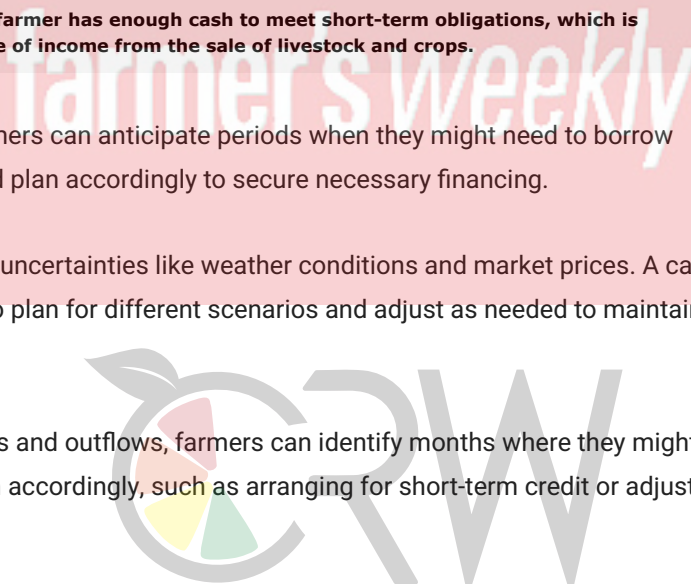 farmer has enough cash to meet short-term obligations, which is
e of income from the sale of livestock and crops.
farmer's weekly
ners can anticipate periods when they might need to borrow
plan accordingly to secure necessary financing.
uncertainties like weather conditions and market prices. A ca
plan for different scenarios and adjust as needed to maintai
s and outflows, farmers can identify months where they might
accordingly, such as arranging for short-term credit or adjust
CRW